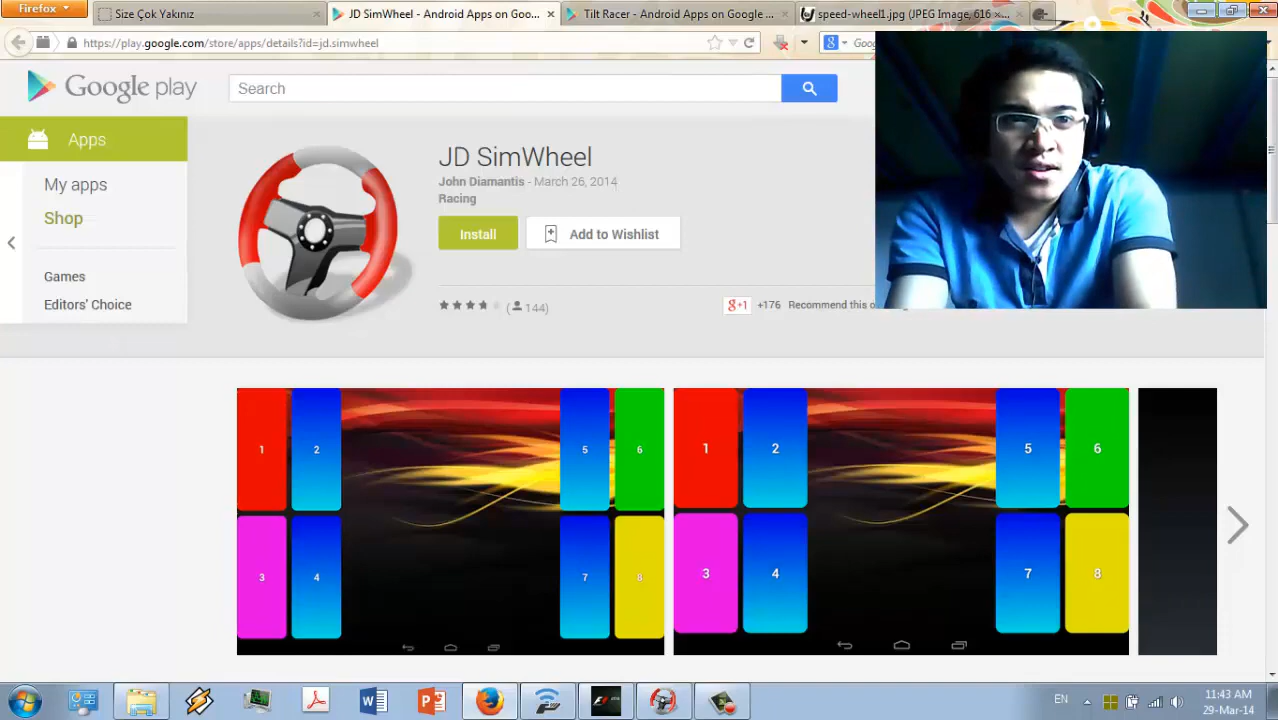 Firefox
Size Çok Yakınız
JD SimWheel - Android Apps on Goo...
Tilt Racer - Android Apps on Google ...
speed-wheel1.jpg (JPEG Image, 616 × ...
https://play.google.com/store/apps/details?id=jd.simwheel
Goo
Google play
Search
Apps
My apps
Shop
Games
Editors' Choice
JD SimWheel
John Diamantis - March 26, 2014
Racing
Install
Add to Wishlist
(144)
+1
+176
Recommend this o
1 2 5 6
3 4 7 8
1 2 5 6
3 4 7 8
EN
11:43 AM
29-Mar-14